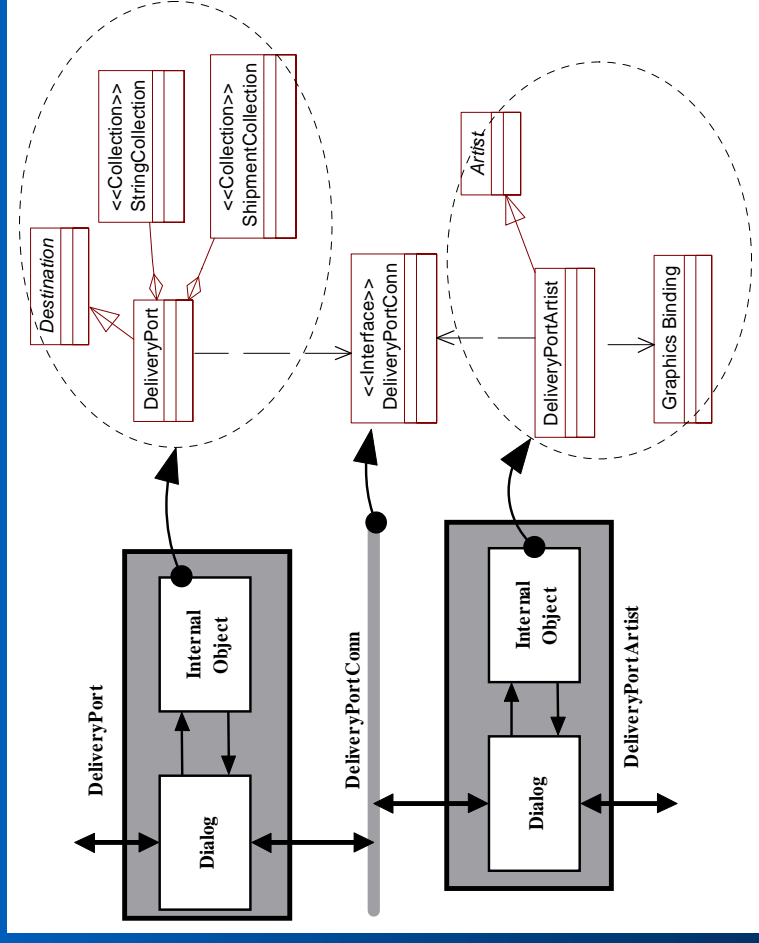 DeliveryPort
Dialog
Internal
Object
DeliveryPortConn
DeliveryPortArtist
Dialog
Internal
Object
Destination
<<Collection>>
StringCollection
<<Collection>>
ShipmentCollection
DeliveryPort
<<Interface>>
DeliveryPortConn
Artist
DeliveryPortArtist
Graphics Binding